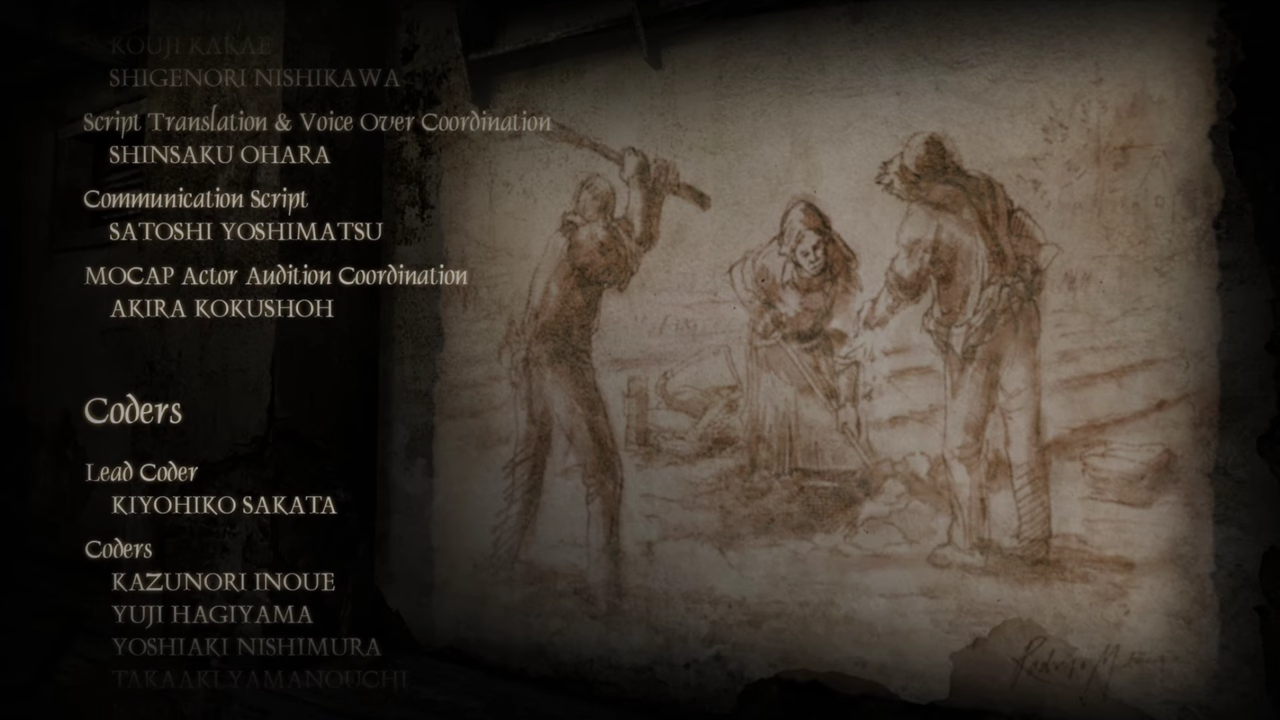 KOUJI KAKAE
SHIGENORI NISHIKAWA
Script Translation & Voice Over Coordination
SHINSAKU OHARA
Communication Script
SATOSHI YOSHIMATSU
MOCAP Actor Audition Coordination
AKIRA KOKUSHOH
Coders
Lead Coder
KIYOHIKO SAKATA
Coders
KAZUNORI INOUE
YUJI HAGIYAMA
YOSHIAKI NISHIMURA
TAKAAKI YAMANOUCHI